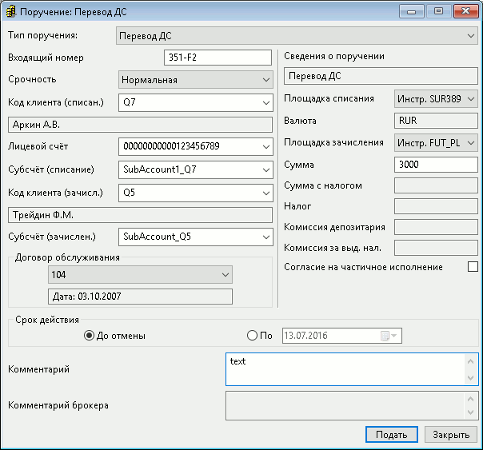 Поручение: Перевод ДС
Тип поручения: Перевод ДС
Входящий номер 351-F2
Срочность Нормальная
Код клиента (списан.) Q7
Аркин А.В.
Лицевой счёт 00000000000123456789
Субсчёт (списание) SubAccount1_Q7
Код клиента (зачисл.) Q5
Трейдин Ф.М.
Субсчёт (зачислен.) SubAccount_Q5
Договор обслуживания
104
Дата: 03.10.2007
Сведения о поручении
Перевод ДС
Площадка списания Инстр. SUR389
Валюта RUR
Площадка зачисления Инстр. FUT_PL
Сумма 3000
Сумма с налогом
Налог
Комиссия депозитария
Комиссия за выд. нал.
Согласие на частичное исполнение
Срок действия
До отмены По 13.07.2016
Комментарий text
Комментарий брокера
Подать Закрыть